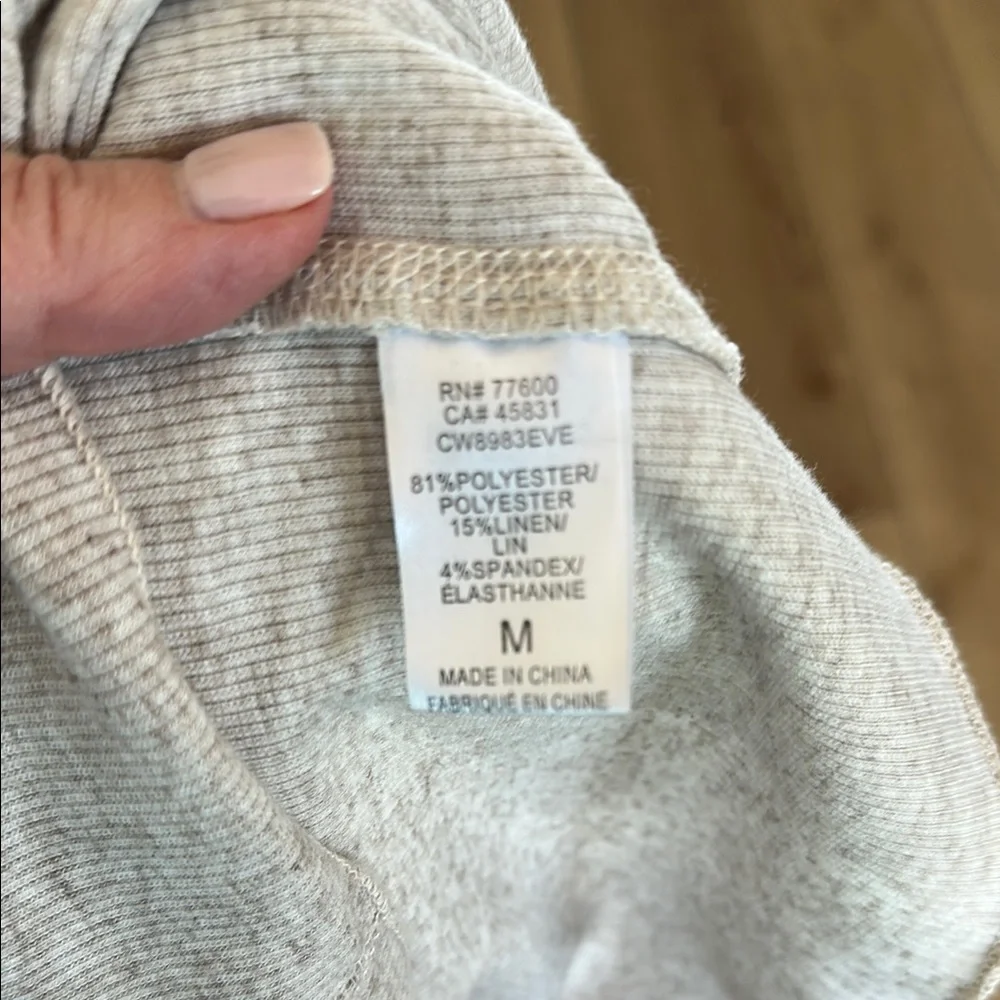 RN# 77600
CA# 45831
CW8983EVE
81%POLYESTER/
POLYESTER
15%LINEN/
LIN
4%SPANDEX/
ÉLASTHANNE
M
MADE IN CHINA
FABRIQUÉ EN CHINE